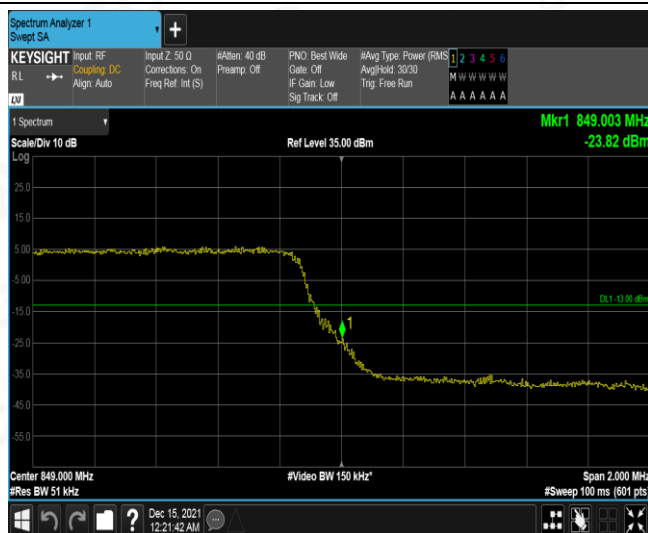 Spectrum Analyzer 1
Swept SA
+
KEYSIGHT
RL
LXI
Input: RF
Coupling: DC
Align: Auto
Input Z: 50 Ω
Corrections: On
Freq Ref: Int (S)
#Atten: 40 dB
Preamp: Off
PNO: Best Wide
Gate: Off
IF Gain: Low
Sig Track: Off
#Avg Type: Power (RMS
Avg|Hold: 30/30
Trig: Free Run
1 2 3 4 5 6
M W W W W W
A A A A A A
1 Spectrum
Mkr1 849.003 MHz
-23.82 dBm
Scale/Div 10 dB
Ref Level 35.00 dBm
Log
25.0
15.0
5.00
-5.00
DL1 -13.00 dBm
-15.0
1
-25.0
-35.0
-45.0
-55.0
Center 849.000 MHz
#Video BW 150 kHz*
Span 2.000 MHz
#Res BW 51 kHz
#Sweep 100 ms (601 pts)
?
Dec 15, 2021
12:21:42 AM